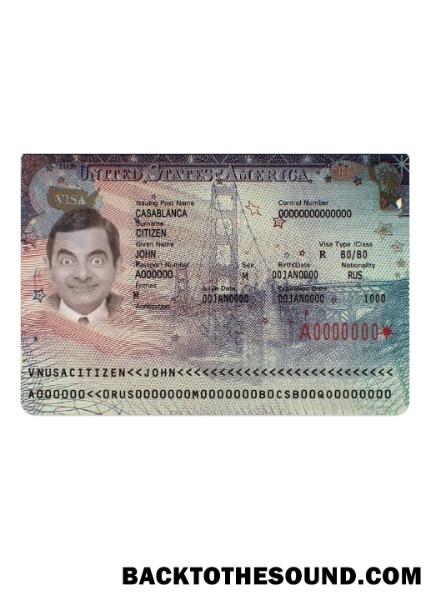 UNITED STATES OF AMERICA
VISA
Issuing Post Name Control Number
CASABLANCA 00000000000000
Surname
CITIZEN
Given Name Visa Type /Class
JOHN R B0/B0
Passport Number Sex BirthDate Nationality
A000000 M 00JAN0000 RUS
Entries Issue Date Expiration Date
M 00JAN0000 00JAN0000 1000
Annotation
A0000000*
VNUSACITIZEN<<JOHN<<<<<<<<<<<<<<<<<<<<<<<<<<
A000000<<0RUS0000000M0000000B0CSB00Q00000000
BACKTOTHESOUND.COM